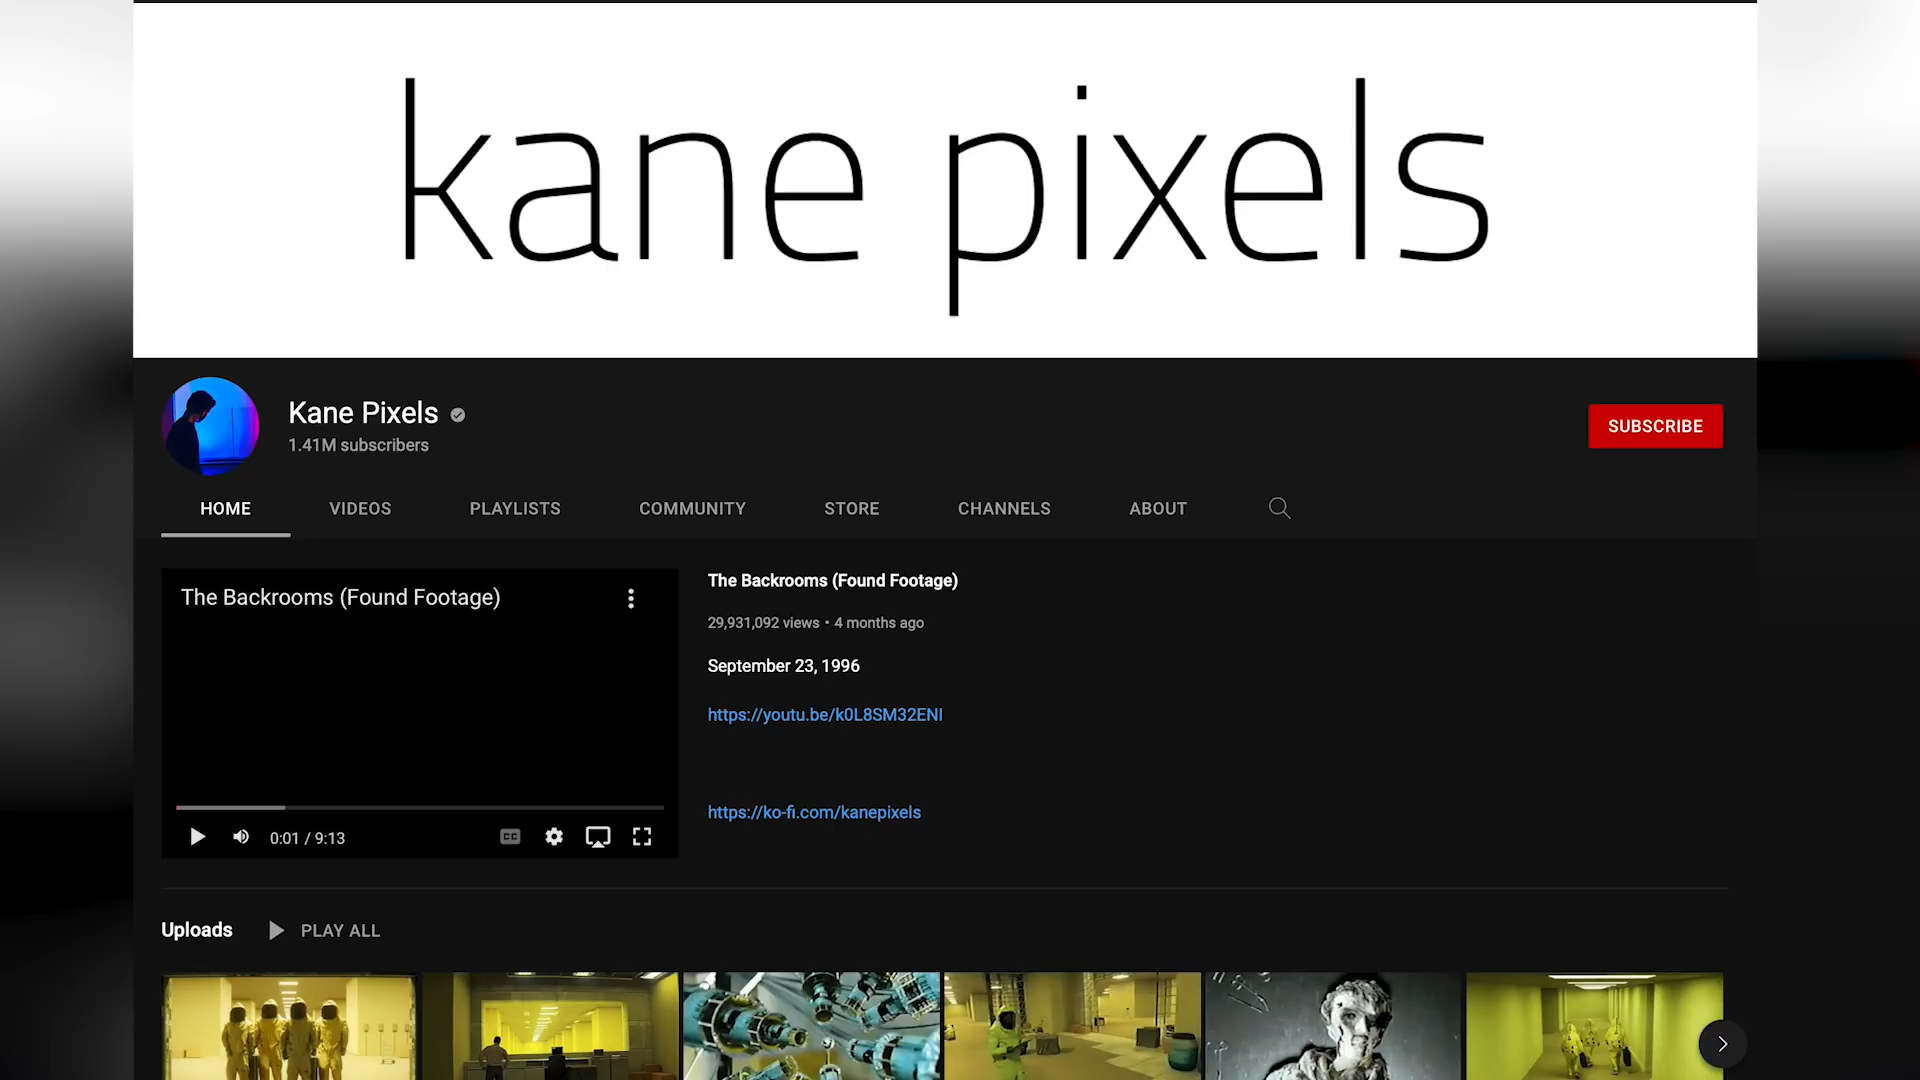 kane pixels
Kane Pixels
1.41M subscribers
SUBSCRIBE
HOME VIDEOS PLAYLISTS COMMUNITY STORE CHANNELS ABOUT
The Backrooms (Found Footage)
0:01 / 9:13
CC
The Backrooms (Found Footage)
29,931,092 views • 4 months ago
September 23, 1996
https://youtu.be/k0L8SM32ENI
https://ko-fi.com/kanepixels
Uploads PLAY ALL